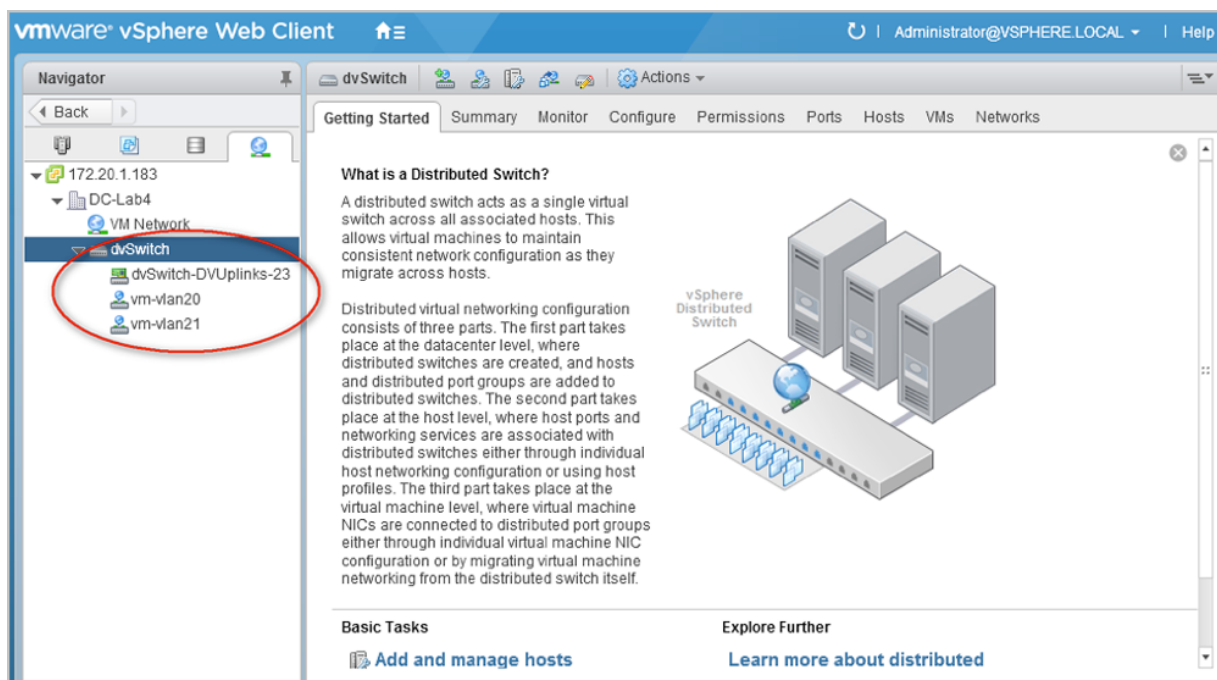 vmware® vSphere Web Client
Administrator@VSPHERE.LOCAL
Help
Navigator
Back
172.20.1.183
DC-Lab4
VM Network
dvSwitch
dvSwitch-DVUplinks-23
vm-vlan20
vm-vlan21
dvSwitch
Actions
Getting Started Summary Monitor Configure Permissions Ports Hosts VMs Networks
What is a Distributed Switch?
A distributed switch acts as a single virtual
switch across all associated hosts. This
allows virtual machines to maintain
consistent network configuration as they
migrate across hosts.
Distributed virtual networking configuration
consists of three parts. The first part takes
place at the datacenter level, where
distributed switches are created, and hosts
and distributed port groups are added to
distributed switches. The second part takes
place at the host level, where host ports and
networking services are associated with
distributed switches either through individual
host networking configuration or using host
profiles. The third part takes place at the
virtual machine level, where virtual machine
NICs are connected to distributed port groups
either through individual virtual machine NIC
configuration or by migrating virtual machine
networking from the distributed switch itself.
vSphere
Distributed
Switch
Basic Tasks
Add and manage hosts
Explore Further
Learn more about distributed